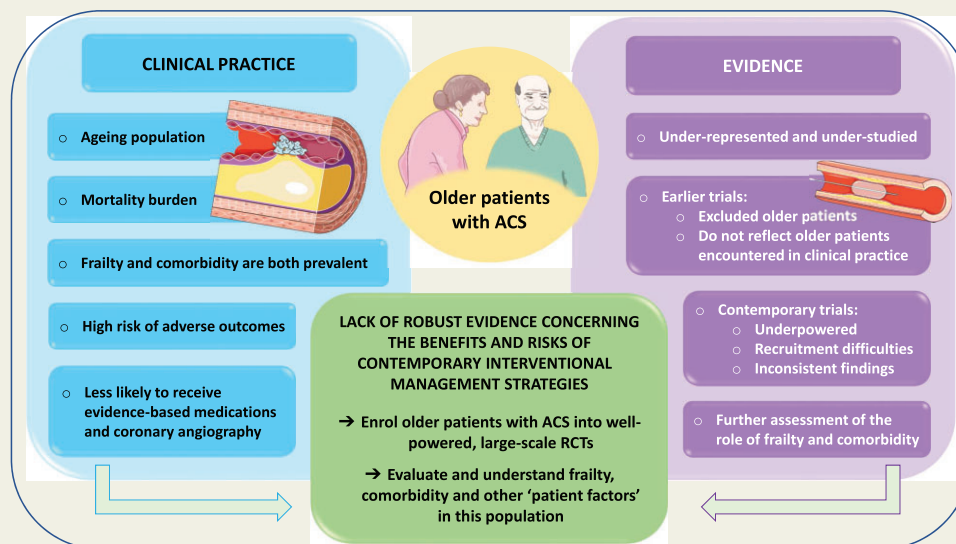 CLINICAL PRACTICE
○ Ageing population
○ Mortality burden
○ Frailty and comorbidity are both prevalent
○ High risk of adverse outcomes
○ Less likely to receive
evidence-based medications
and coronary angiography
Older patients
with ACS
EVIDENCE
○ Under-represented and under-studied
○ Earlier trials:
○ Excluded older patients
○ Do not reflect older patients
encountered in clinical practice
○ Contemporary trials:
○ Underpowered
○ Recruitment difficulties
○ Inconsistent findings
○ Further assessment of the
role of frailty and comorbidity
LACK OF ROBUST EVIDENCE CONCERNING
THE BENEFITS AND RISKS OF
CONTEMPORARY INTERVENTIONAL
MANAGEMENT STRATEGIES
➔ Enrol older patients with ACS into well-
powered, large-scale RCTs
➔ Evaluate and understand frailty,
comorbidity and other ‘patient factors’
in this population